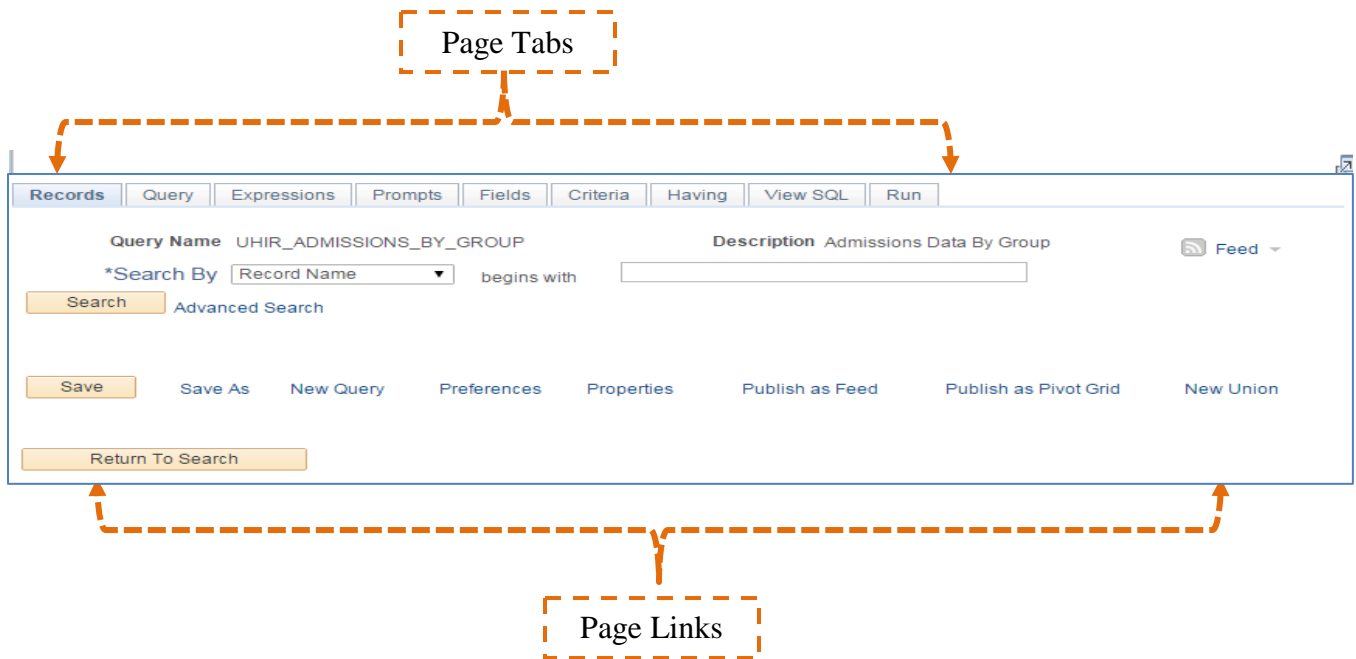 Page Tabs
Records Query Expressions Prompts Fields Criteria Having View SQL Run
Query Name UHIR_ADMISSIONS_BY_GROUP Description Admissions Data By Group Feed
*Search By Record Name begins with
Search Advanced Search
Save Save As New Query Preferences Properties Publish as Feed Publish as Pivot Grid New Union
Return To Search
Page Links